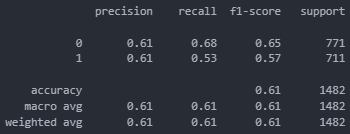 precision recall f1-score support
0 0.61 0.68 0.65 771
1 0.61 0.53 0.57 711
accuracy 0.61 1482
macro avg 0.61 0.61 0.61 1482
weighted avg 0.61 0.61 0.61 1482